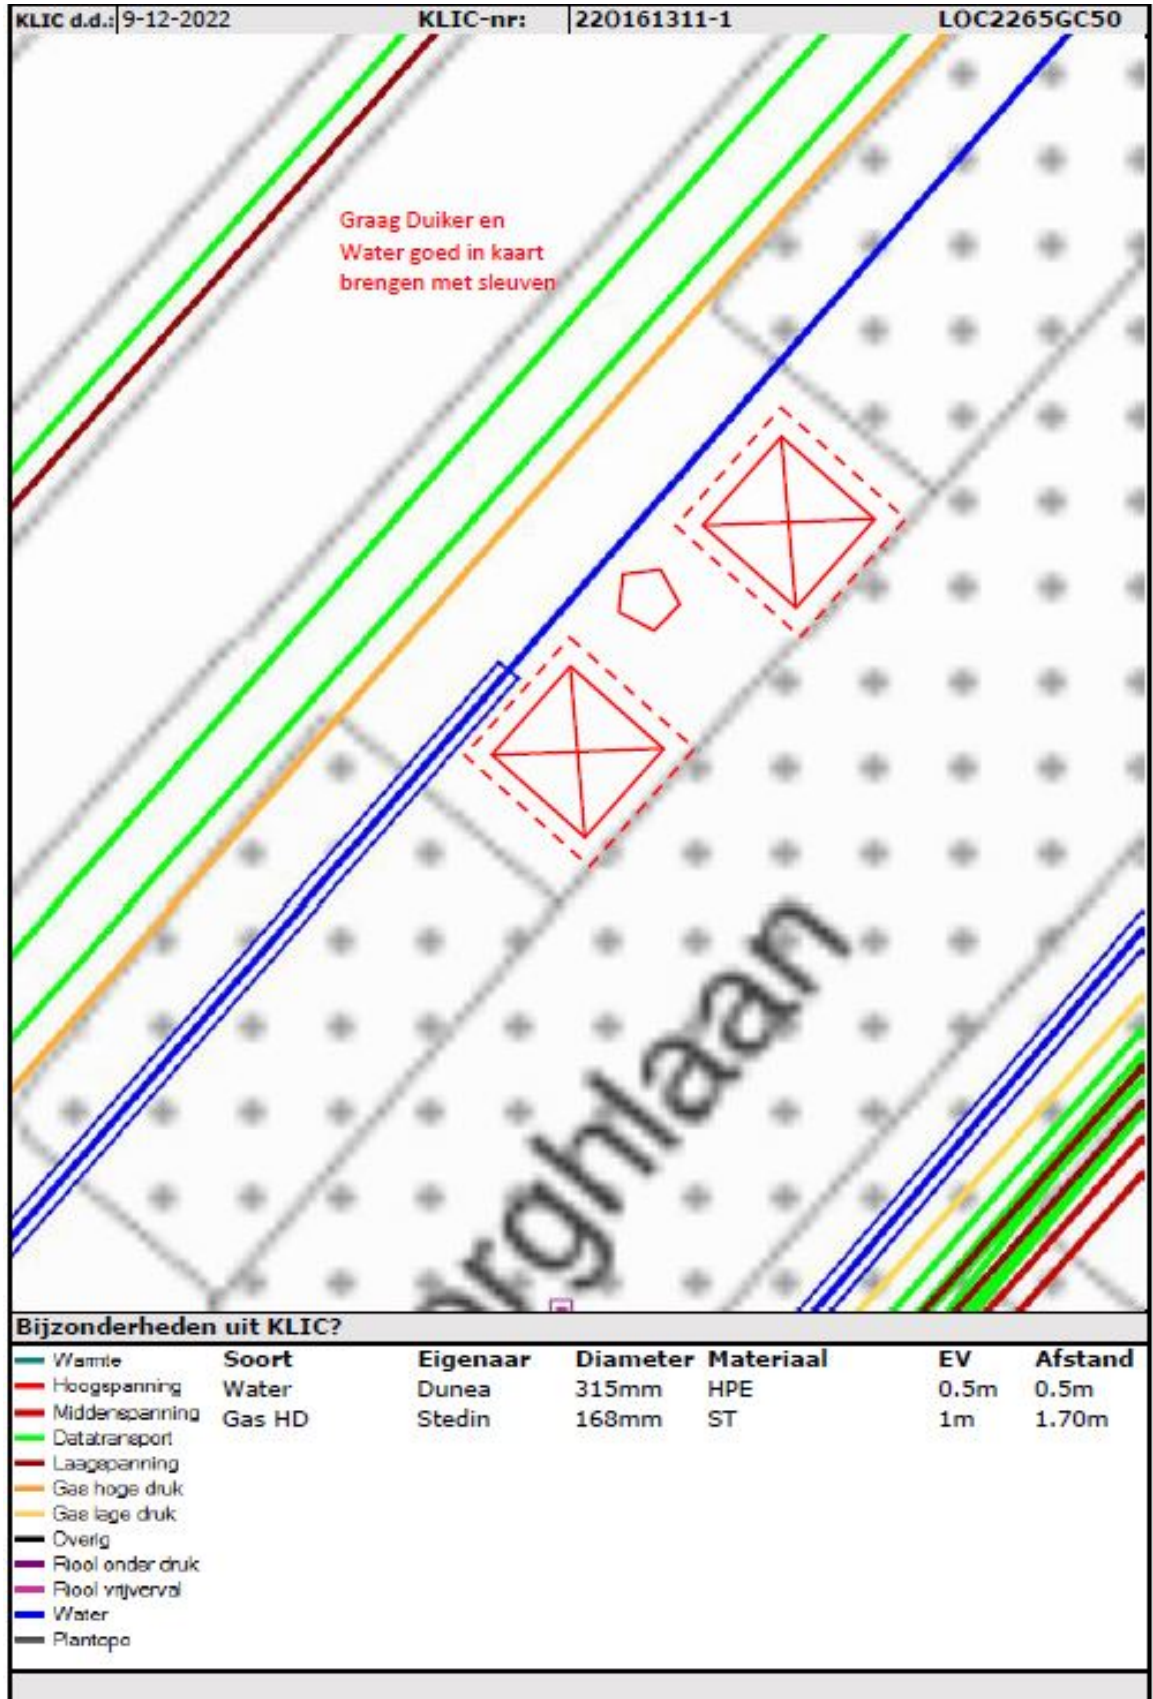 KLIC d.d.: 9-12-2022 KLIC-nr: 220161311-1 LOC2265GC50
Graag Duiker en
Water goed in kaart
brengen met sleuven
orghlaan
Bijzonderheden uit KLIC?
Warmte Soort Eigenaar Diameter Materiaal EV Afstand
Hoogspanning Water Dunea 315mm HPE 0.5m 0.5m
Middenspanning Gas HD Stedin 168mm ST 1m 1.70m
Datatransport
Laagspanning
Gas hoge druk
Gas lage druk
Overig
Riool onder druk
Riool vrijverval
Water
Plantopo